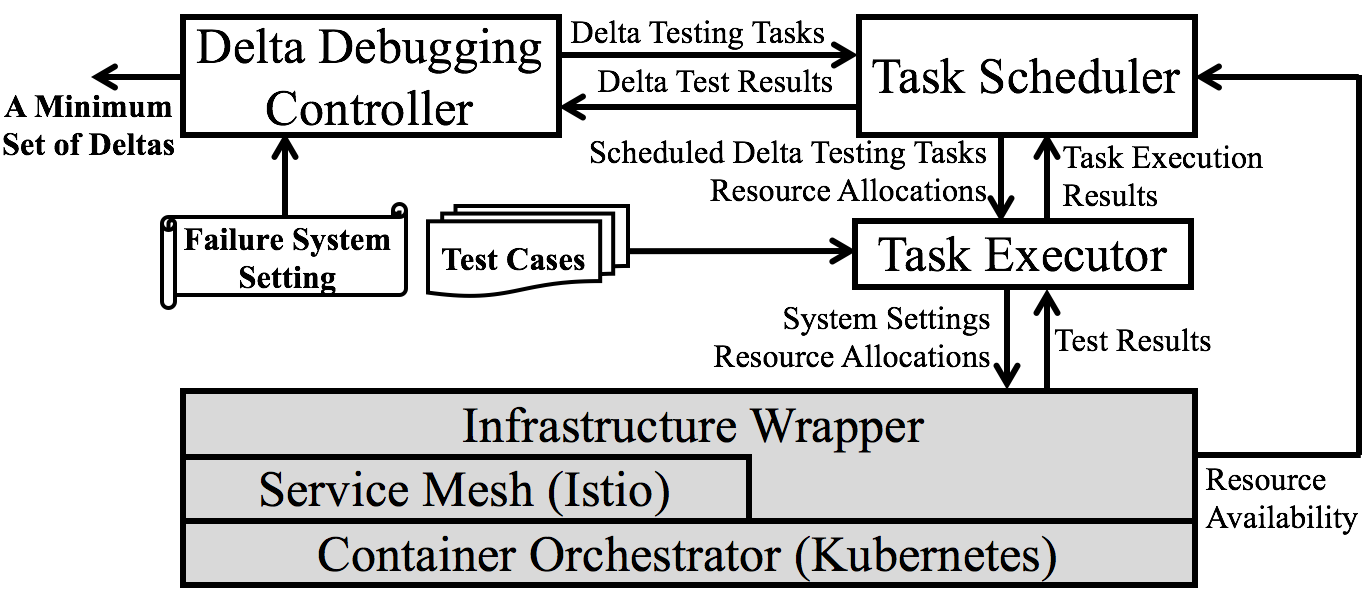 Delta Debugging
Controller
Delta Testing Tasks
Delta Test Results
Task Scheduler
A Minimum
Set of Deltas
Scheduled Delta Testing Tasks
Resource Allocations
Task Execution
Results
Failure System
Setting
Test Cases
Task Executor
System Settings
Resource Allocations
Test Results
Infrastructure Wrapper
Service Mesh (Istio)
Container Orchestrator (Kubernetes)
Resource
Availability